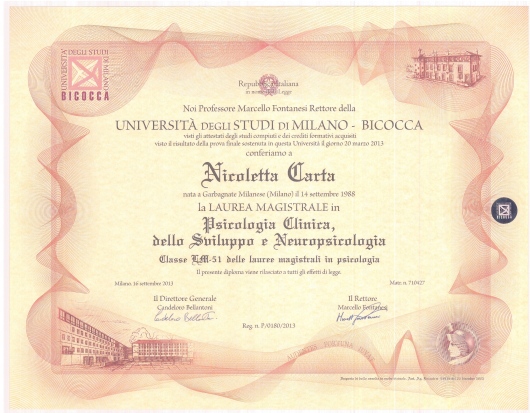 UNIVERSITÀ DEGLI STUDI DI MILANO
BICOCCA
Repubblica Italiana
in nome della legge
Noi Professore Marcello Fontanesi Rettore della
UNIVERSITÀ DEGLI STUDI DI MILANO - BICOCCA
visti gli attestati degli studi compiuti e dei crediti formativi acquisiti
visto il risultato della prova finale sostenuta in questa Università il giorno 20 marzo 2013
conferiamo a
Nicoletta Carta
nata a Garbagnate Milanese (Milano) il 14 settembre 1988
la LAUREA MAGISTRALE in
Psicologia Clinica,
dello Sviluppo e Neuropsicologia
Classe LM-51 delle lauree magistrali in psicologia
Il presente diploma viene rilasciato a tutti gli effetti di legge.
Milano, 16 settembre 2013
Matr. n. 710427
Il Direttore Generale
Candeloro Bellantoni
Il Rettore
Marcello Fontanesi
Reg. n. P/0180/2013
BICOCCA